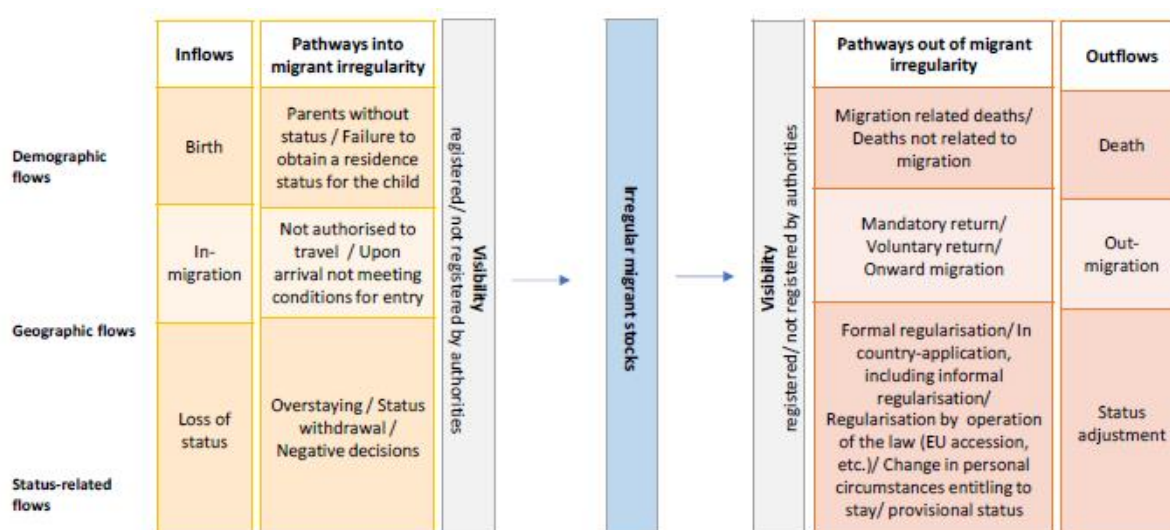 Inflows
Pathways into
migrant irregularity
Pathways out of migrant
irregularity
Outflows
Demographic
flows
Birth
Parents without
status / Failure to
obtain a residence
status for the child
Migration related deaths/
Deaths not related to
migration
Death
In-
migration
Not authorised to
travel / Upon
arrival not meeting
conditions for entry
Mandatory return/
Voluntary return/
Onward migration
Out-
migration
Geographic flows
Loss of
status
Overstaying / Status
withdrawal /
Negative decisions
Formal regularisation/ In
country-application,
including informal
regularisation/
Regularisation by operation
of the law (EU accession,
etc.)/ Change in personal
circumstances entitling to
stay/ provisional status
Status
adjustment
Status-related
flows
registered/ not registered by authorities
Visibility
Irregular migrant stocks
Visibility
registered/ not registered by authorities